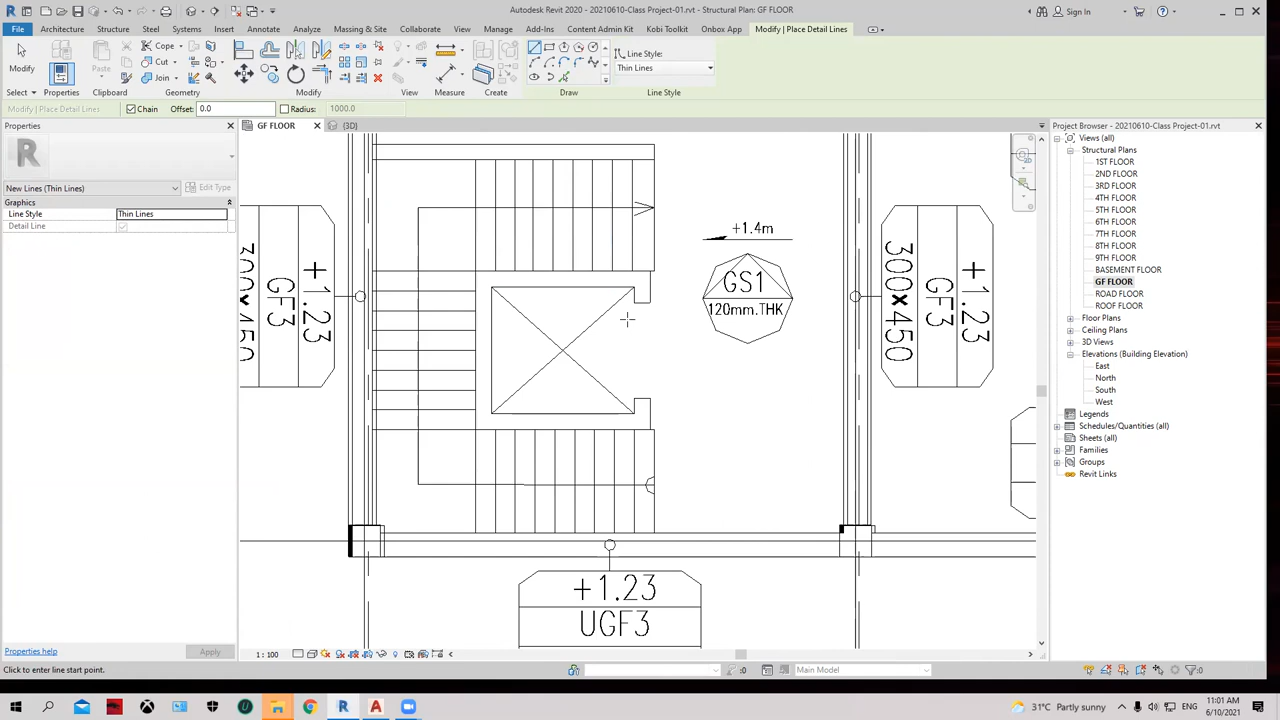 Autodesk Revit 2020 - 20210610-Class Project-01.rvt - Structural Plan: GF FLOOR
Sign In
File Architecture Structure Steel Systems Insert Annotate Analyze Massing & Site Collaborate View Manage Add-Ins Content Admin Kit Kobi Toolkit Onbox App Modify | Place Detail Lines
Modify Paste Cope Cut Join Line Style: Thin Lines
Select Properties Clipboard Geometry Modify View Measure Create Draw Line Style
Modify | Place Detail Lines Chain Offset: 0.0 Radius: 1000.0
Properties
New Lines (Thin Lines) Edit Type
Graphics
Line Style Thin Lines
Detail Line
Properties help Apply
GF FLOOR {3D}
300x450
GF3
+1.23
+1.4m
GS1
120mm.THK
300x450
GF3
+1.23
+1.23
UGF3
Project Browser - 20210610-Class Project-01.rvt
Views (all)
Structural Plans
1ST FLOOR
2ND FLOOR
3RD FLOOR
4TH FLOOR
5TH FLOOR
6TH FLOOR
7TH FLOOR
8TH FLOOR
9TH FLOOR
BASEMENT FLOOR
GF FLOOR
ROAD FLOOR
ROOF FLOOR
Floor Plans
Ceiling Plans
3D Views
Elevations (Building Elevation)
East
North
South
West
Legends
Schedules/Quantities (all)
Sheets (all)
Families
Groups
Revit Links
1 : 100
Click to enter line start point. :0 Main Model :0
31°C Partly sunny ENG 11:01 AM
6/10/2021